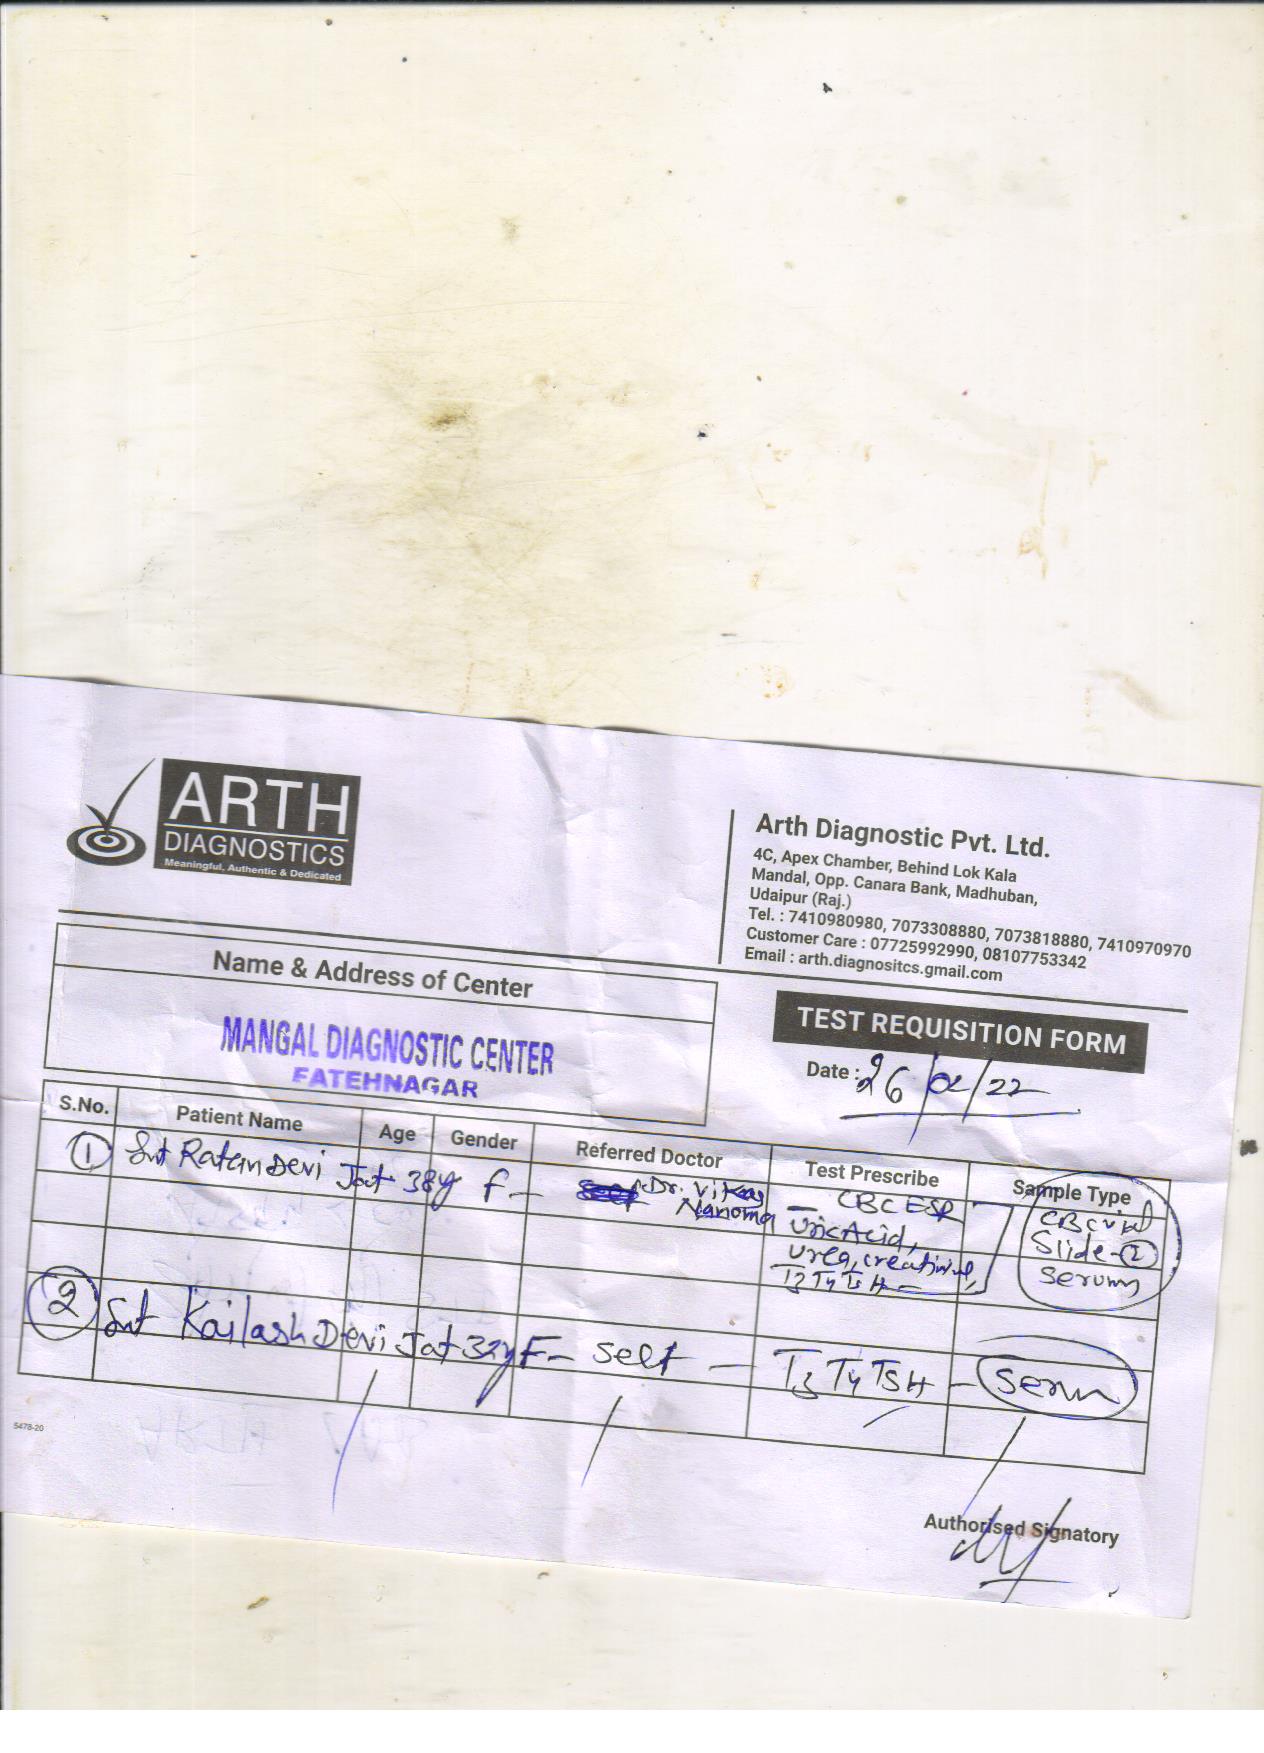 ARTH
DIAGNOSTICS
Meaningful, Authentic & Dedicated
Arth Diagnostic Pvt. Ltd.
4C, Apex Chamber, Behind Lok Kala
Mandal, Opp. Canara Bank, Madhuban,
Udaipur (Raj.)
Tel. : 7410980980, 7073308880, 7073818880, 7410970970
Customer Care : 07725992990, 08107753342
Email : arth.diagnositcs.gmail.com
Name & Address of Center
MANGAL DIAGNOSTIC CENTER
FATEHNAGAR
TEST REQUISITION FORM
Date : 26/02/22
S.No. Patient Name Age Gender Referred Doctor Test Prescribe Sample Type
1 Smt Ratan Devi Jat 38y F - Dr. Vikas - CBC ESR CBC vial
Uric Acid, Slide-2
Urea, creatinine, Serum
T3 T4 TSH -
2 Smt Kailash Devi Jat 32y F - Self - T3 T4 TSH - Serum
5478-20
Authorised Signatory